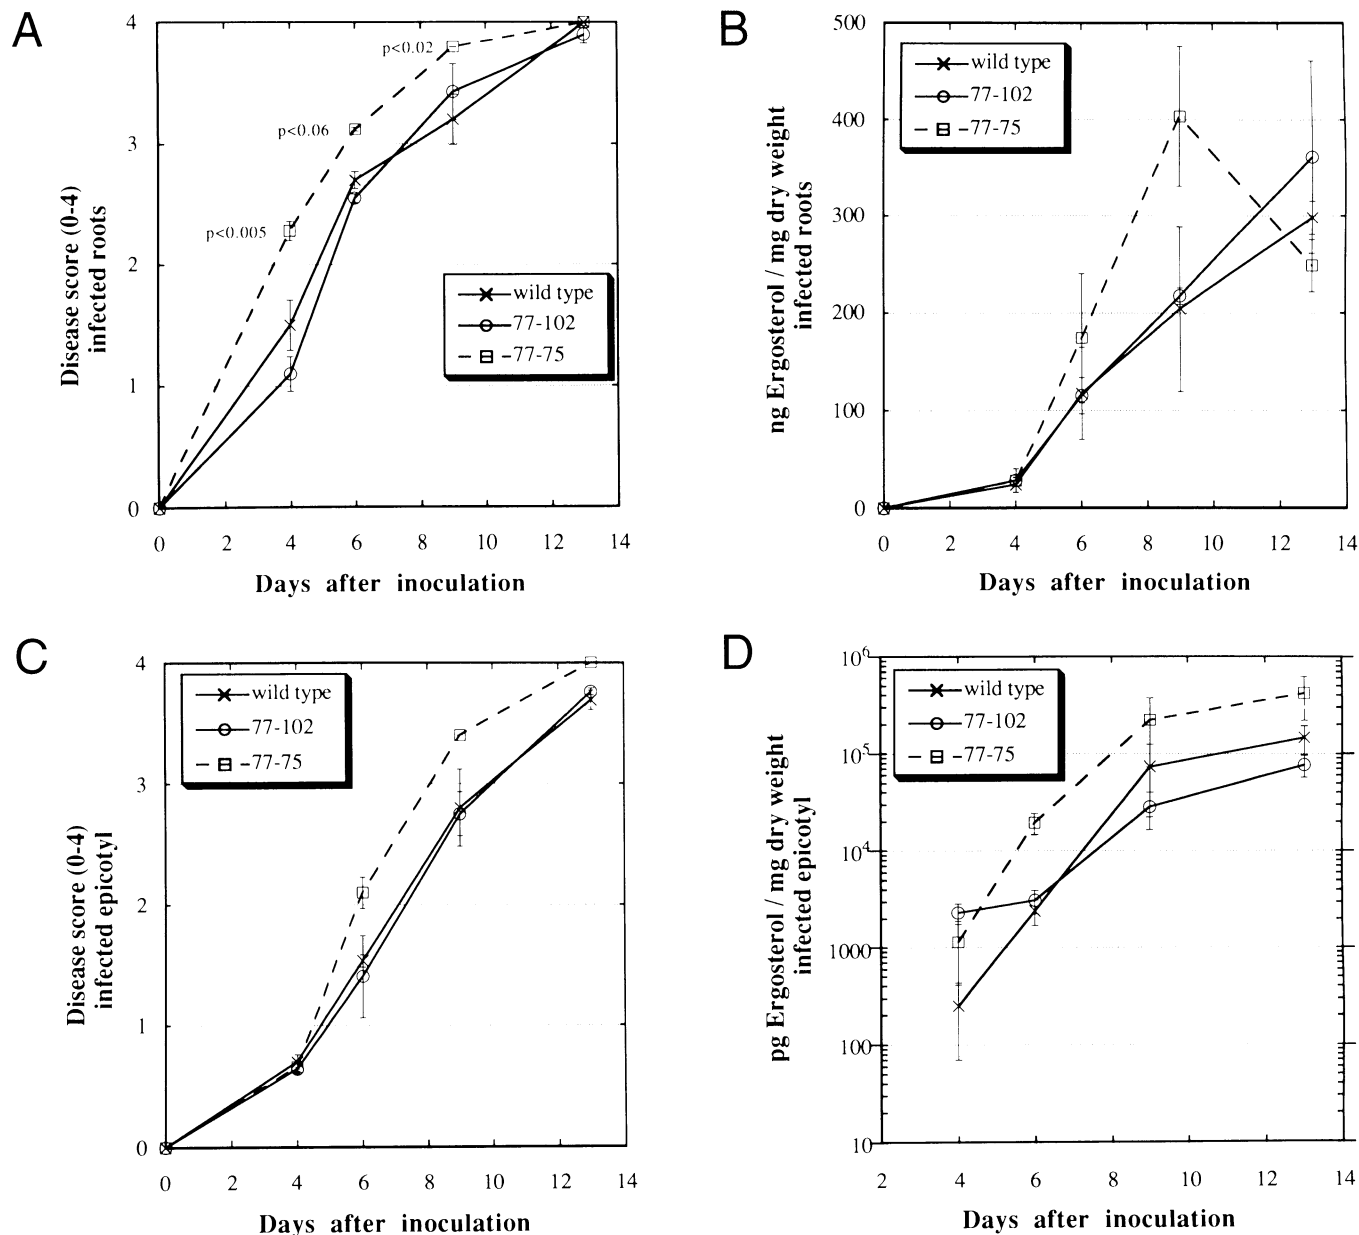 A
Disease score (0-4)
infected roots
4
3
2
1
0
p<0.02
p<0.06
p<0.005
wild type
77-102
77-75
0 2 4 6 8 10 12 14
Days after inoculation
B
ng Ergosterol / mg dry weight
infected roots
500
400
300
200
100
0
wild type
77-102
77-75
0 2 4 6 8 10 12 14
Days after inoculation
C
Disease score (0-4)
infected epicotyl
4
3
2
1
0
wild type
77-102
77-75
0 2 4 6 8 10 12 14
Days after inoculation
D
pg Ergosterol / mg dry weight
infected epicotyl
10⁶
10⁵
10⁴
1000
100
10
wild type
77-102
77-75
2 4 6 8 10 12 14
Days after inoculation